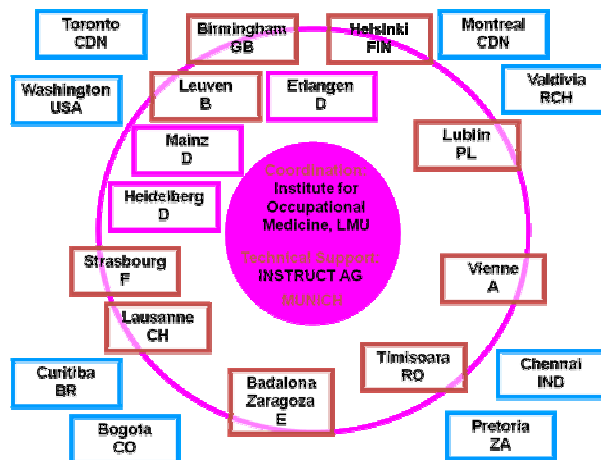 Toronto
CDN
Birmingham
GB
Helsinki
FIN
Montreal
CDN
Washington
USA
Leuven
B
Etlangen
D
Valdivia
RCH
Mainz
D
Lublin
PL
Heidelberg
D
Coordination:
Institute for
Occupational
Medicine, LMU
Technical Support:
INSTRUCT AG
MUNICH
Strasbourg
F
Vienne
A
Lausanne
CH
Timisoara
RO
Curitiba
BR
Badalona
Zaragoza
E
Chennai
IND
Bogota
CO
Pretoria
ZA